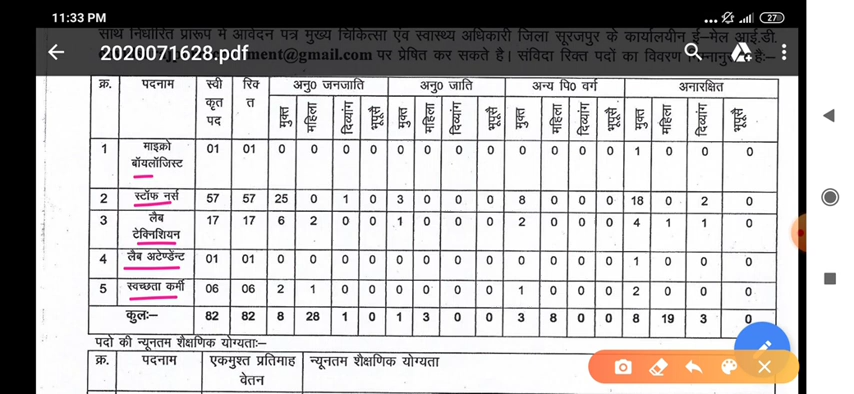 11:33 PM
27
साथ निर्धारित प्रारूप में आवेदन पत्र मुख्य चिकित्सा एंव स्वास्थ्य अधिकारी जिला सूरजपुर के कार्यालयीन ई-मेल आई.डी.
2020071628.pdf
ment@gmail.com पर प्रेषित कर सकते है। संविदा रिक्त पदों का विवरण
है:–
क्र. पदनाम स्वीकृत पद रिक्त अनु0 जनजाति अनु0 जाति अन्य पि0 वर्ग अनारक्षित
मुक्त महिला दिव्यांग भूपूसै मुक्त महिला दिव्यांग भूपूसै मुक्त महिला दिव्यांग भूपूसै मुक्त महिला दिव्यांग भूपूसै
1 माइक्रो बॉयलॉजिस्ट 01 01 0 0 0 0 0 0 0 0 0 0 0 0 1 0 0 0
2 स्टॉफ नर्स 57 57 25 0 1 0 3 0 0 0 8 0 0 0 18 0 2 0
3 लैब टेक्निशियन 17 17 6 2 0 0 1 0 0 0 2 0 0 0 4 1 1 0
4 लैब अटेण्डेन्ट 01 01 0 0 0 0 0 0 0 0 0 0 0 0 1 0 0 0
5 स्वच्छता कर्मी 06 06 2 1 0 0 0 0 0 0 1 0 0 0 2 0 0 0
कुलः– 82 82 8 28 1 0 1 3 0 0 3 8 0 0 8 19 3 0
पदो की न्यूनतम शैक्षणिक योग्यताः–
क्र. पदनाम एकमुश्त प्रतिमाह वेतन न्यूनतम शैक्षणिक योग्यता